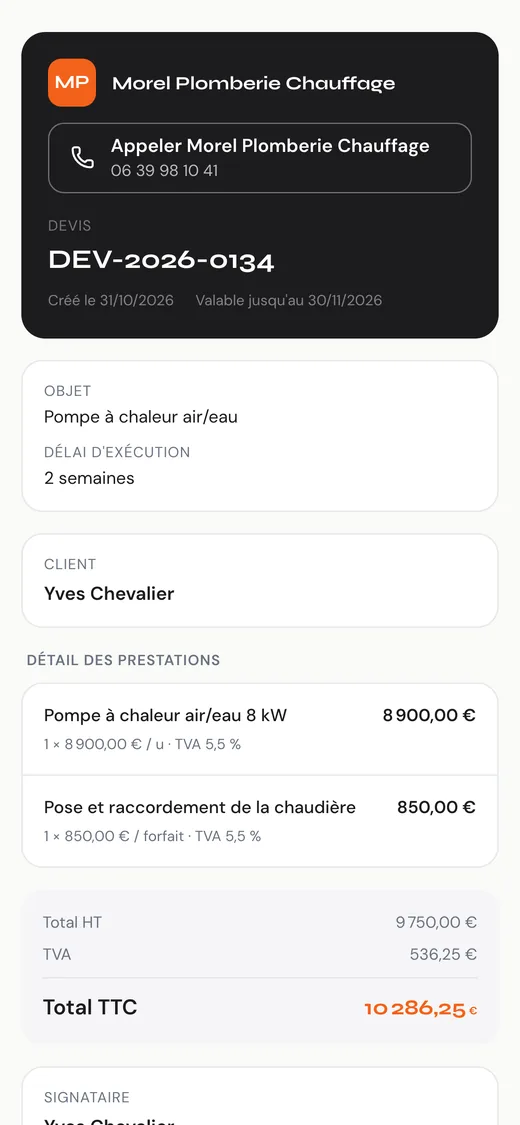 MP
Morel Plomberie Chauffage
Appeler Morel Plomberie Chauffage
06 39 98 10 41
DEVIS
DEV-2026-0134
Créé le 31/10/2026 Valable jusqu'au 30/11/2026
OBJET
Pompe à chaleur air/eau
DÉLAI D'EXÉCUTION
2 semaines
CLIENT
Yves Chevalier
DÉTAIL DES PRESTATIONS
Pompe à chaleur air/eau 8 kW 8 900,00 €
1 × 8 900,00 € / u · TVA 5,5 %
Pose et raccordement de la chaudière 850,00 €
1 × 850,00 € / forfait · TVA 5,5 %
Total HT 9 750,00 €
TVA 536,25 €
Total TTC 10 286,25 €
SIGNATAIRE
Yves Chevalier